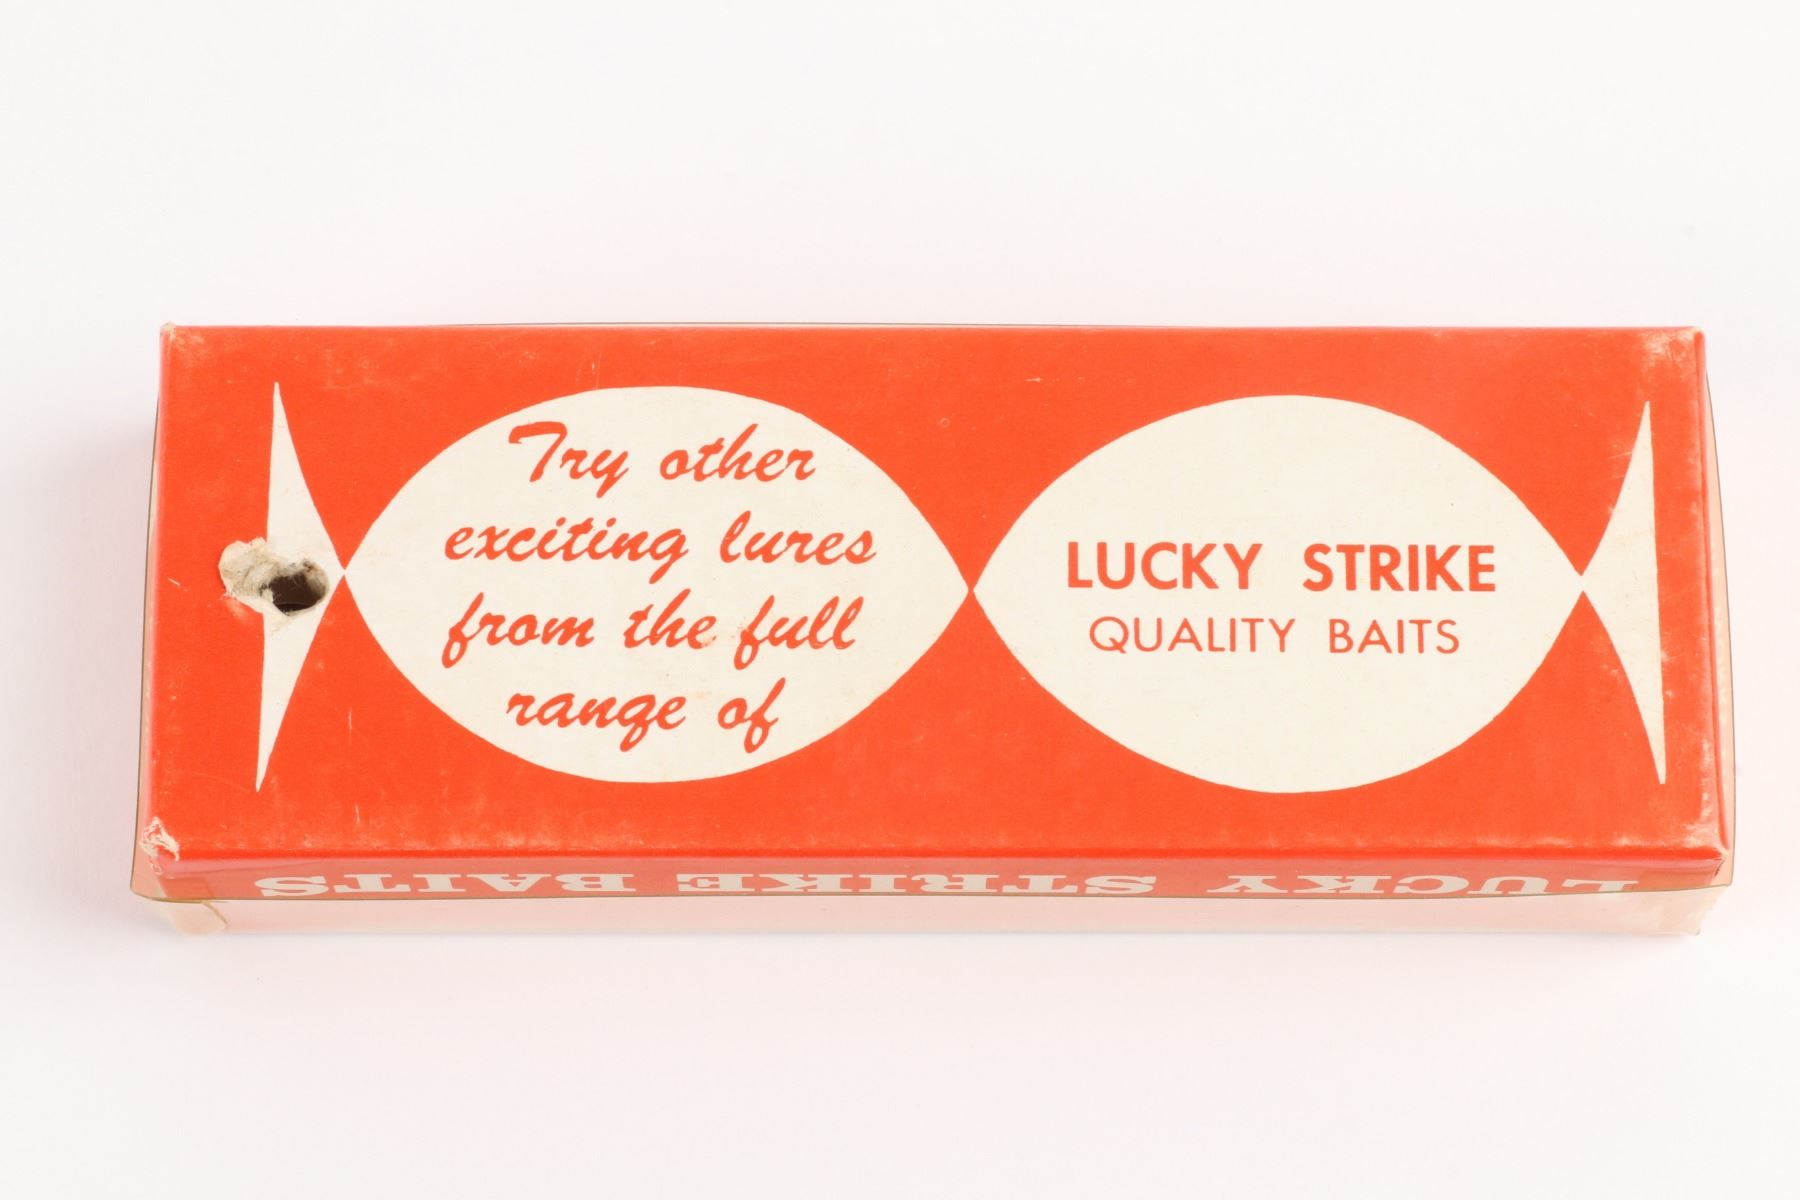 Try other
exciting lures
from the full
range of
LUCKY STRIKE
QUALITY BAITS
LUCKY STRIKE BAITS